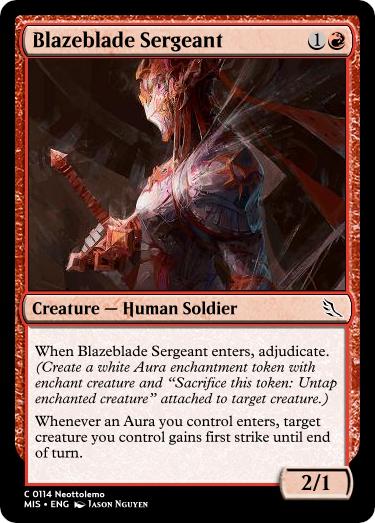 Blazeblade Sergeant 1
Creature — Human Soldier
When Blazeblade Sergeant enters, adjudicate.
(Create a white Aura enchantment token with
enchant creature and “Sacrifice this token: Untap
enchanted creature” attached to target creature.)
Whenever an Aura you control enters, target
creature you control gains first strike until end
of turn.
2/1
C 0114 Neottolemo
MIS • ENG Jason Nguyen